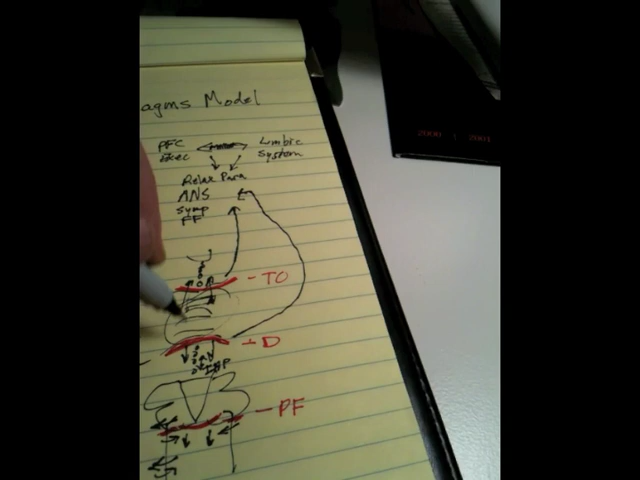 agms Model
PFC Limbic
Exec System
Relax Para
ANS
Symp
FF
TO
D
PF
2000 | 2001